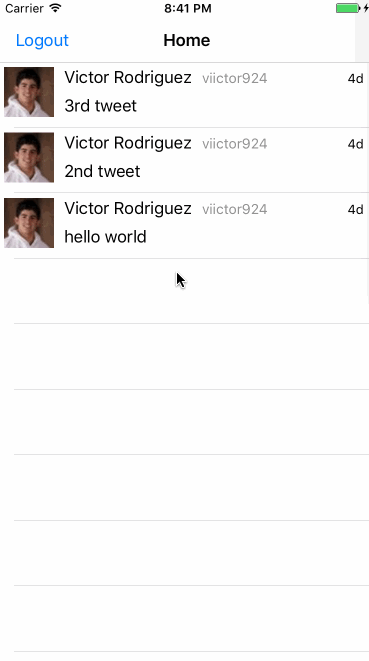 Carrier 8:41 PM
Logout Home
Victor Rodriguez viictor924 4d
3rd tweet
Victor Rodriguez viictor924 4d
2nd tweet
Victor Rodriguez viictor924 4d
hello world